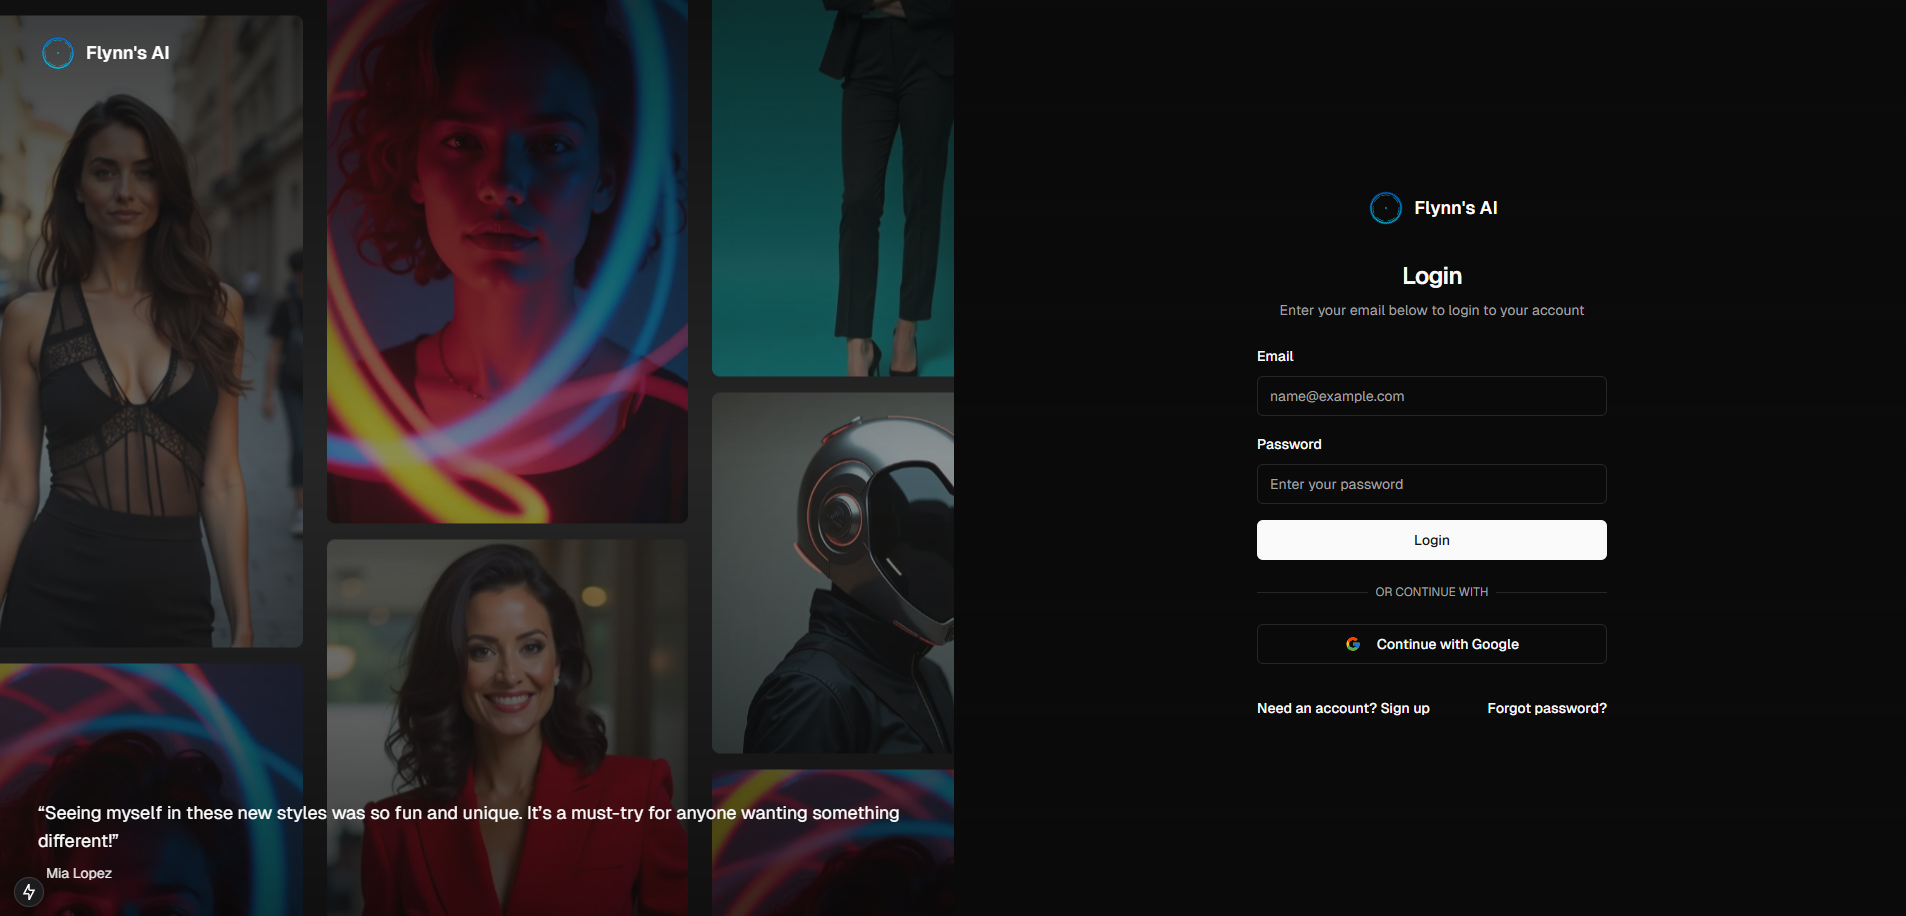 Flynn's AI
“Seeing myself in these new styles was so fun and unique. It’s a must-try for anyone wanting something
different!”
Mia Lopez
Flynn's AI
Login
Enter your email below to login to your account
Email
name@example.com
Password
Enter your password
Login
OR CONTINUE WITH
Continue with Google
Need an account? Sign up
Forgot password?